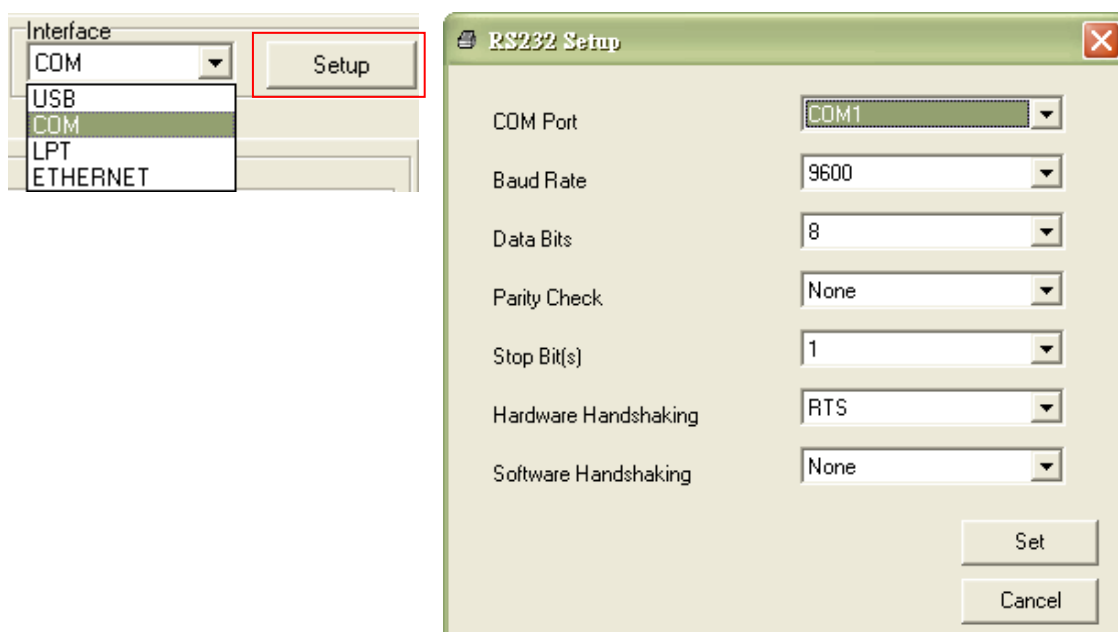 Interface
COM
Setup
USB
COM
LPT
ETHERNET
RS232 Setup
COM Port
COM1
Baud Rate
9600
Data Bits
8
Parity Check
None
Stop Bit(s)
1
Hardware Handshaking
RTS
Software Handshaking
None
Set
Cancel